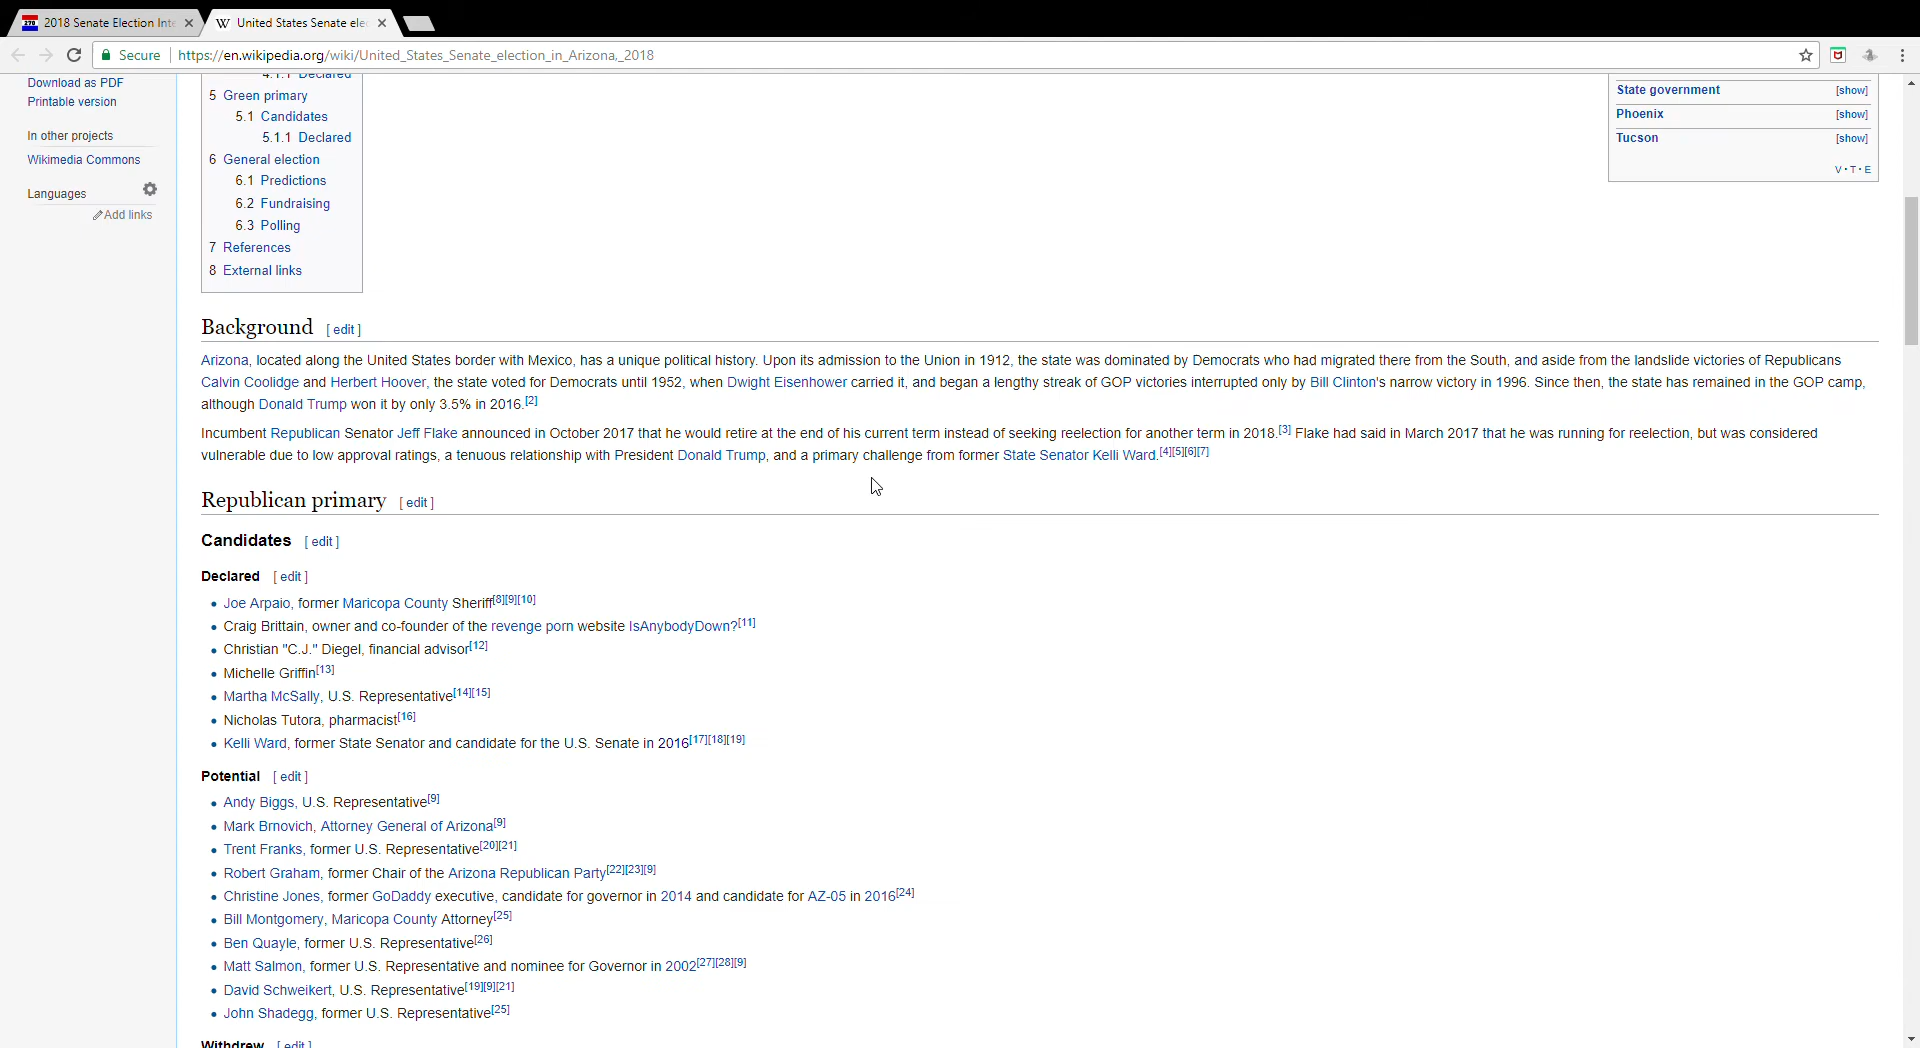 2018 Senate Election Inte
United States Senate ele
Secure
https://en.wikipedia.org/wiki/United_States_Senate_election_in_Arizona,_2018
Download as PDF
Printable version
In other projects
Wikimedia Commons
Languages
Add links
4.1.1 Declared
5 Green primary
5.1 Candidates
5.1.1 Declared
6 General election
6.1 Predictions
6.2 Fundraising
6.3 Polling
7 References
8 External links
State government [show]
Phoenix [show]
Tucson [show]
V · T · E
Background [ edit ]
Arizona, located along the United States border with Mexico, has a unique political history. Upon its admission to the Union in 1912, the state was dominated by Democrats who had migrated there from the South, and aside from the landslide victories of Republicans
Calvin Coolidge and Herbert Hoover, the state voted for Democrats until 1952, when Dwight Eisenhower carried it, and began a lengthy streak of GOP victories interrupted only by Bill Clinton's narrow victory in 1996. Since then, the state has remained in the GOP camp,
although Donald Trump won it by only 3.5% in 2016.[2]
Incumbent Republican Senator Jeff Flake announced in October 2017 that he would retire at the end of his current term instead of seeking reelection for another term in 2018.[3] Flake had said in March 2017 that he was running for reelection, but was considered
vulnerable due to low approval ratings, a tenuous relationship with President Donald Trump, and a primary challenge from former State Senator Kelli Ward.[4][5][6][7]
Republican primary [ edit ]
Candidates [ edit ]
Declared [ edit ]
Joe Arpaio, former Maricopa County Sheriff[8][9][10]
Craig Brittain, owner and co-founder of the revenge porn website IsAnybodyDown?[11]
Christian "C.J." Diegel, financial advisor[12]
Michelle Griffin[13]
Martha McSally, U.S. Representative[14][15]
Nicholas Tutora, pharmacist[16]
Kelli Ward, former State Senator and candidate for the U.S. Senate in 2016[17][18][19]
Potential [ edit ]
Andy Biggs, U.S. Representative[9]
Mark Brnovich, Attorney General of Arizona[9]
Trent Franks, former U.S. Representative[20][21]
Robert Graham, former Chair of the Arizona Republican Party[22][23][9]
Christine Jones, former GoDaddy executive, candidate for governor in 2014 and candidate for AZ-05 in 2016[24]
Bill Montgomery, Maricopa County Attorney[25]
Ben Quayle, former U.S. Representative[26]
Matt Salmon, former U.S. Representative and nominee for Governor in 2002[27][28][9]
David Schweikert, U.S. Representative[19][9][21]
John Shadegg, former U.S. Representative[25]
Withdrew [ edit ]